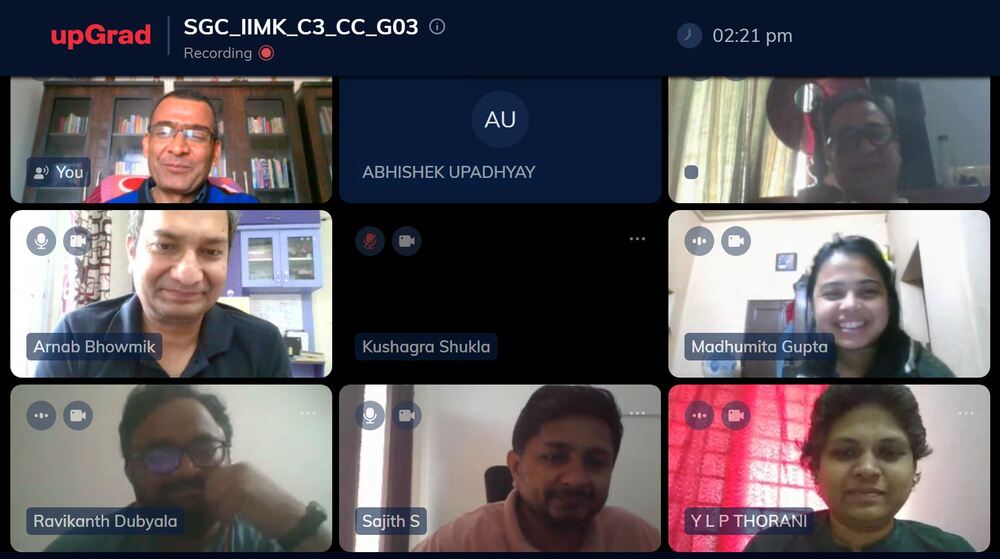 upGrad
SGC_IIMK_C3_CC_G03
Recording
02:21 pm
You
AU
ABHISHEK UPADHYAY
Arnab Bhowmik
Kushagra Shukla
Madhumita Gupta
Ravikanth Dubyala
Sajith S
Y L P THORANI